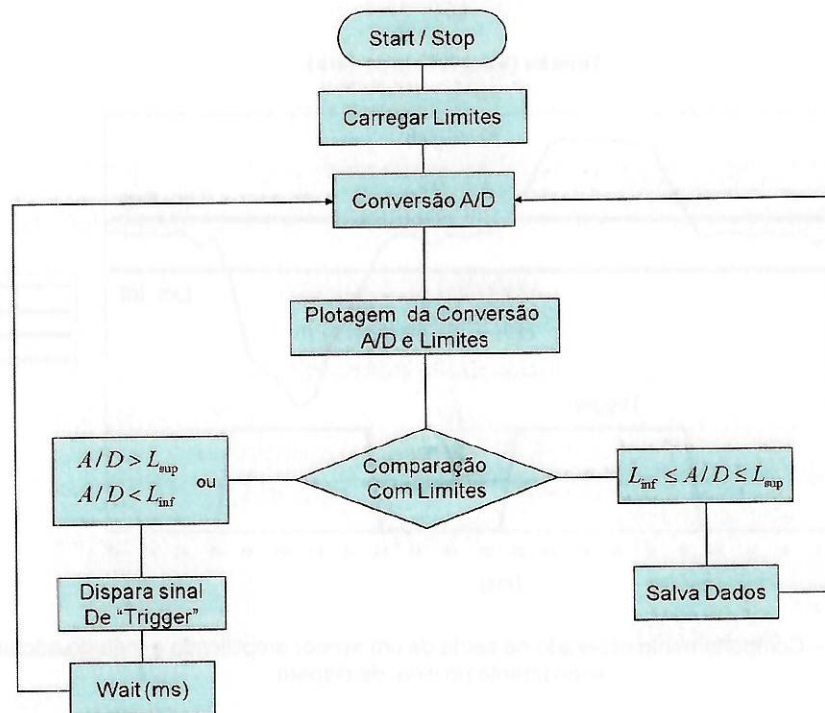 Start / Stop
Carregar Limites
Conversão A/D
Plotagem da Conversão
A/D e Limites
Comparação
Com Limites
A/D > L_sup
ou
A/D < L_inf
L_inf ≤ A/D ≤ L_sup
Dispara sinal
De "Trigger"
Salva Dados
Wait (ms)